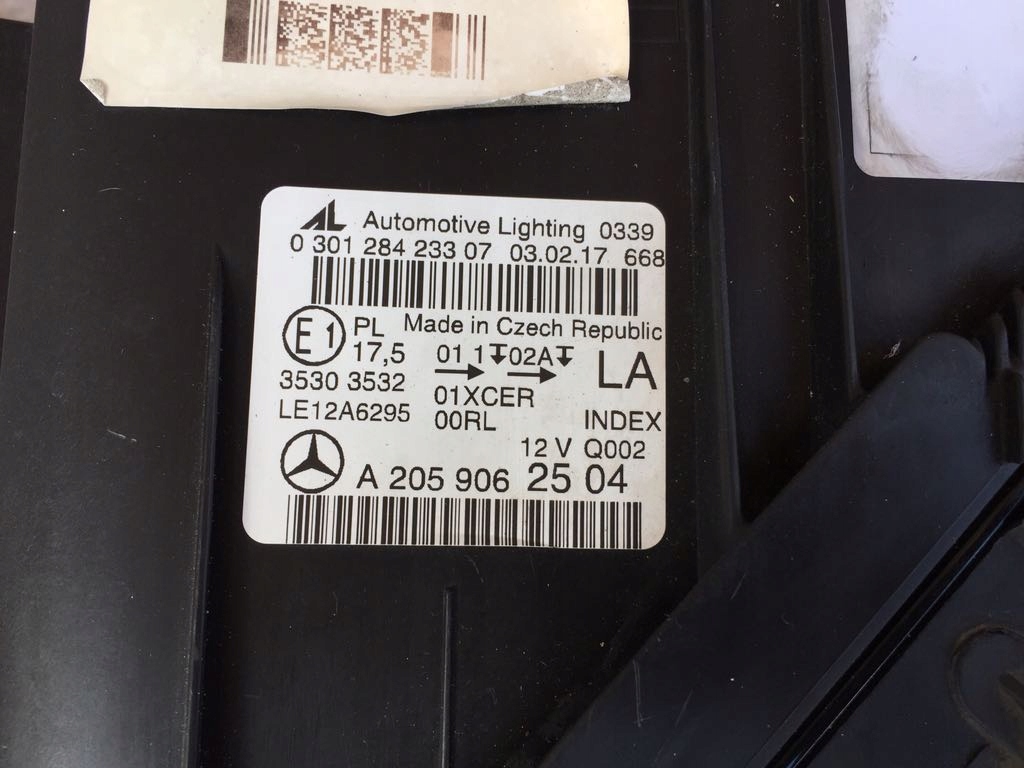 AL Automotive Lighting 0339
0 301 284 233 07 03.02.17 668
E1 PL Made in Czech Republic
17,5 01 1 02A LA
3530 3532 01XCER
LE12A6295 00RL INDEX
12 V Q002
A 205 906 25 04